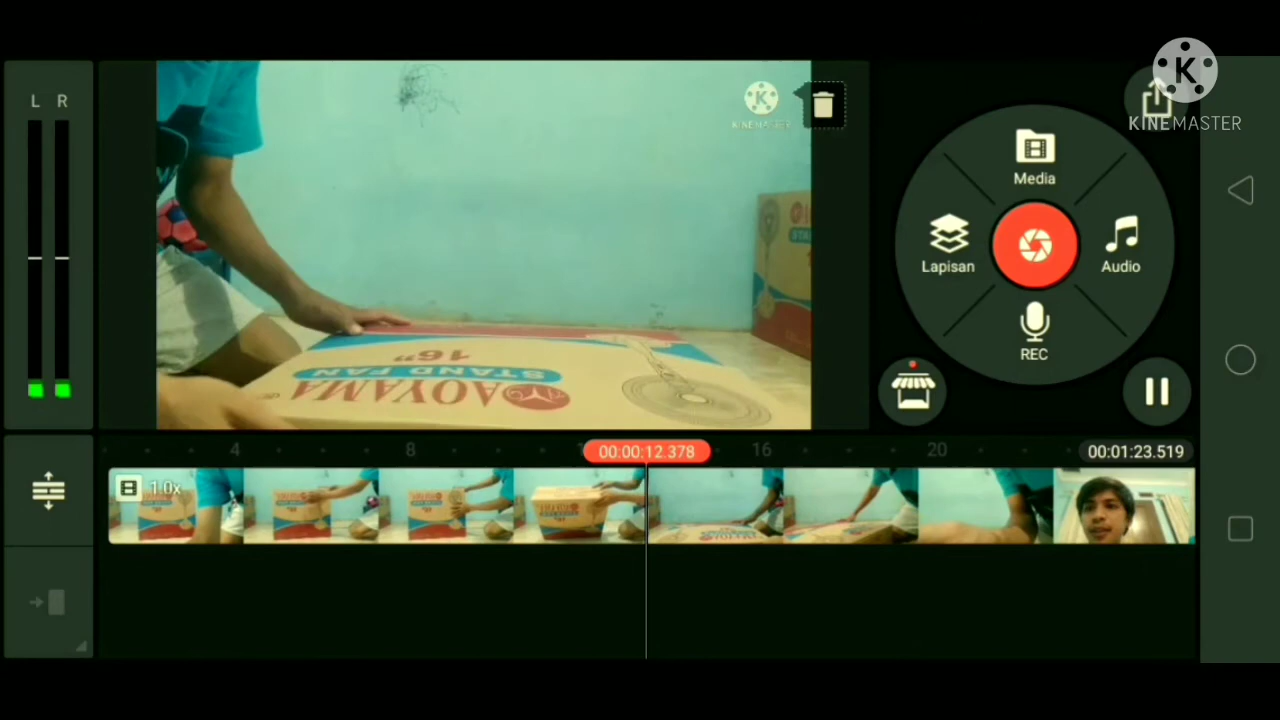 KINEMASTER
L R
KINEMASTER
Media
Lapisan
Audio
REC
16"
STAND FAN
AOYAMA
4
8
00:00:12.378
16
20
00:01:23.519
1.0x